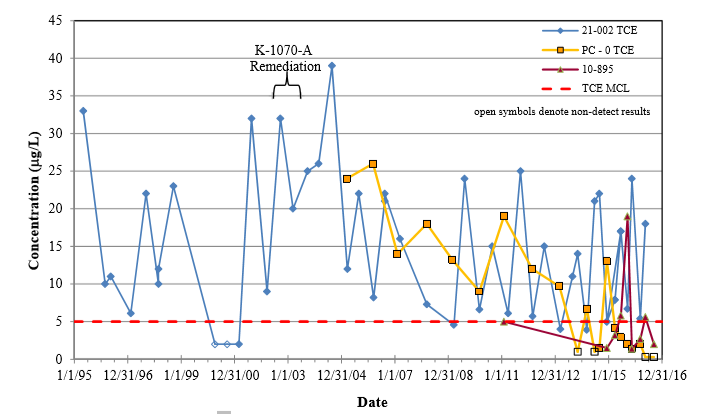 45
40
35
30
25
20
15
10
5
0
Concentration (µg/L)
K-1070-A
Remediation
21-002 TCE
PC - 0 TCE
10-895
TCE MCL
open symbols denote non-detect results
1/1/95 12/31/96 1/1/99 12/31/00 1/1/03 12/31/04 1/1/07 12/31/08 1/1/11 12/31/12 1/1/15 12/31/16
Date